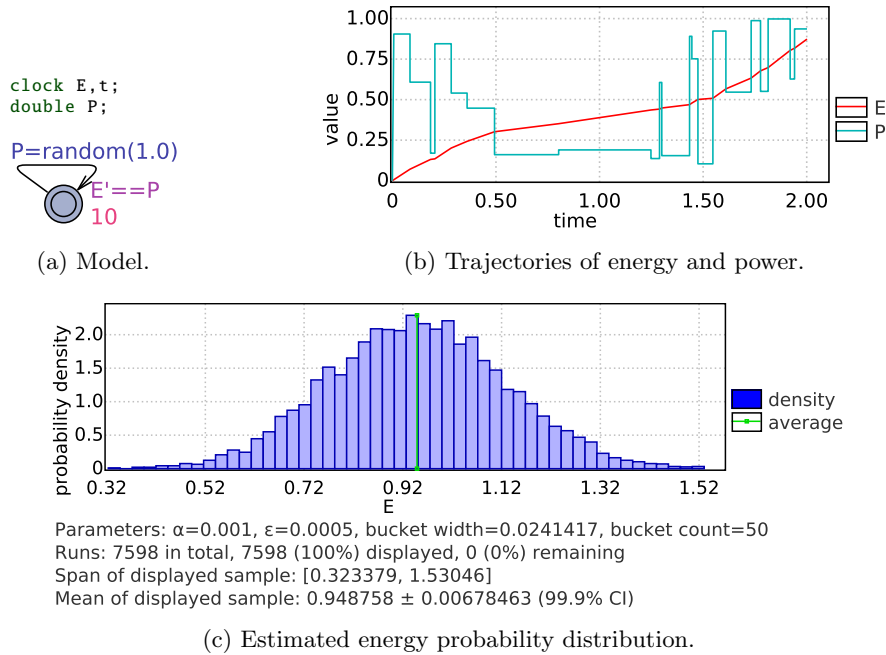 clock E,t;
double P;
P=random(1.0)
E'==P
10
(a) Model.
value
1.00
0.75
0.50
0.25
0
0 0.50 1.00 1.50 2.00
time
E
P
(b) Trajectories of energy and power.
probability density
2.0
1.5
1.0
0.5
0
0.32 0.52 0.72 0.92 1.12 1.32 1.52
E
density
average
Parameters: α=0.001, ε=0.0005, bucket width=0.0241417, bucket count=50
Runs: 7598 in total, 7598 (100%) displayed, 0 (0%) remaining
Span of displayed sample: [0.323379, 1.53046]
Mean of displayed sample: 0.948758 ± 0.00678463 (99.9% CI)
(c) Estimated energy probability distribution.